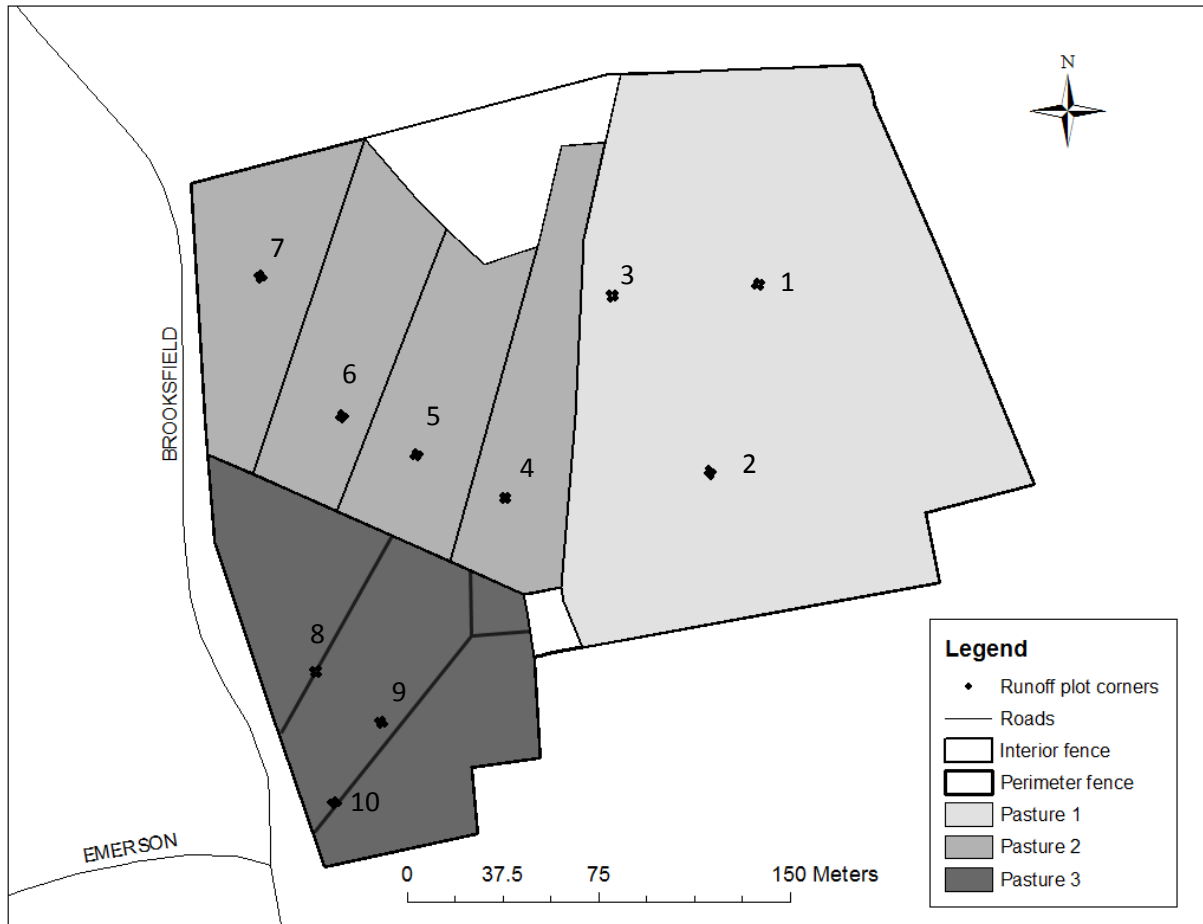 N
7
3
1
6
5
4
2
BROOKSFIELD
8
9
10
EMERSON
0 37.5 75 150 Meters
Legend
Runoff plot corners
Roads
Interior fence
Perimeter fence
Pasture 1
Pasture 2
Pasture 3